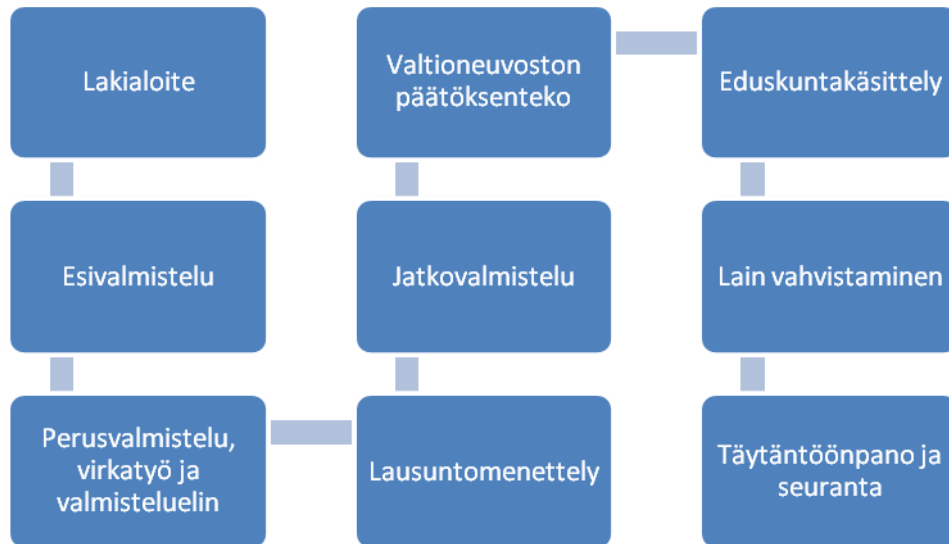 Lakialoite
Esivalmistelu
Perusvalmistelu,
virkatyö ja
valmisteluelin
Lausuntomenettely
Jatkovalmistelu
Valtioneuvoston
päätöksenteko
Eduskuntakäsittely
Lain vahvistaminen
Täytäntöönpano ja
seuranta